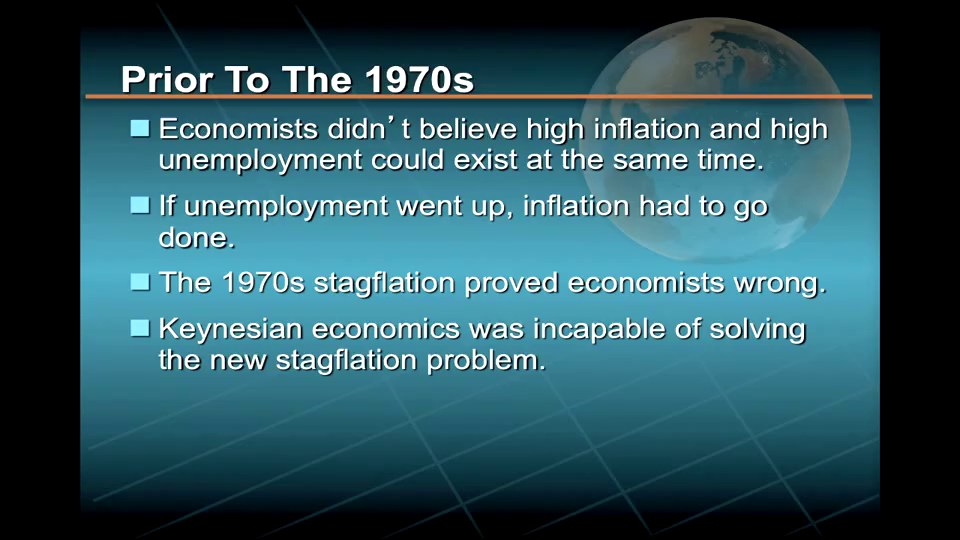 Prior To The 1970s
Economists didn’t believe high inflation and high
unemployment could exist at the same time.
If unemployment went up, inflation had to go
done.
The 1970s stagflation proved economists wrong.
Keynesian economics was incapable of solving
the new stagflation problem.